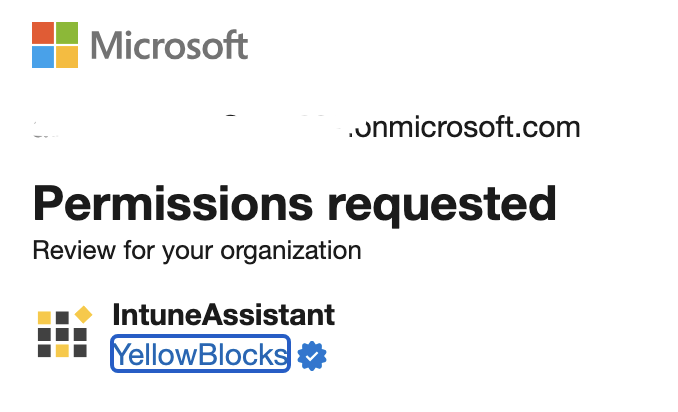 Microsoft
onmicrosoft.com
Permissions requested
Review for your organization
IntuneAssistant
YellowBlocks